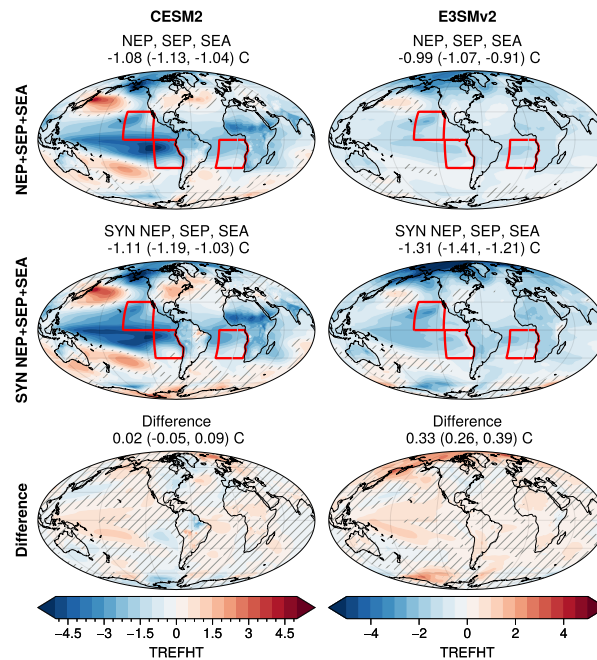 CESM2
E3SMv2
NEP, SEP, SEA
-1.08 (-1.13, -1.04) C
NEP, SEP, SEA
-0.99 (-1.07, -0.91) C
NEP+SEP+SEA
SYN NEP, SEP, SEA
-1.11 (-1.19, -1.03) C
SYN NEP, SEP, SEA
-1.31 (-1.41, -1.21) C
SYN NEP+SEP+SEA
Difference
0.02 (-0.05, 0.09) C
Difference
0.33 (0.26, 0.39) C
Difference
−4.5 −3 −1.5 0 1.5 3 4.5
TREFHT
−4 −2 0 2 4
TREFHT